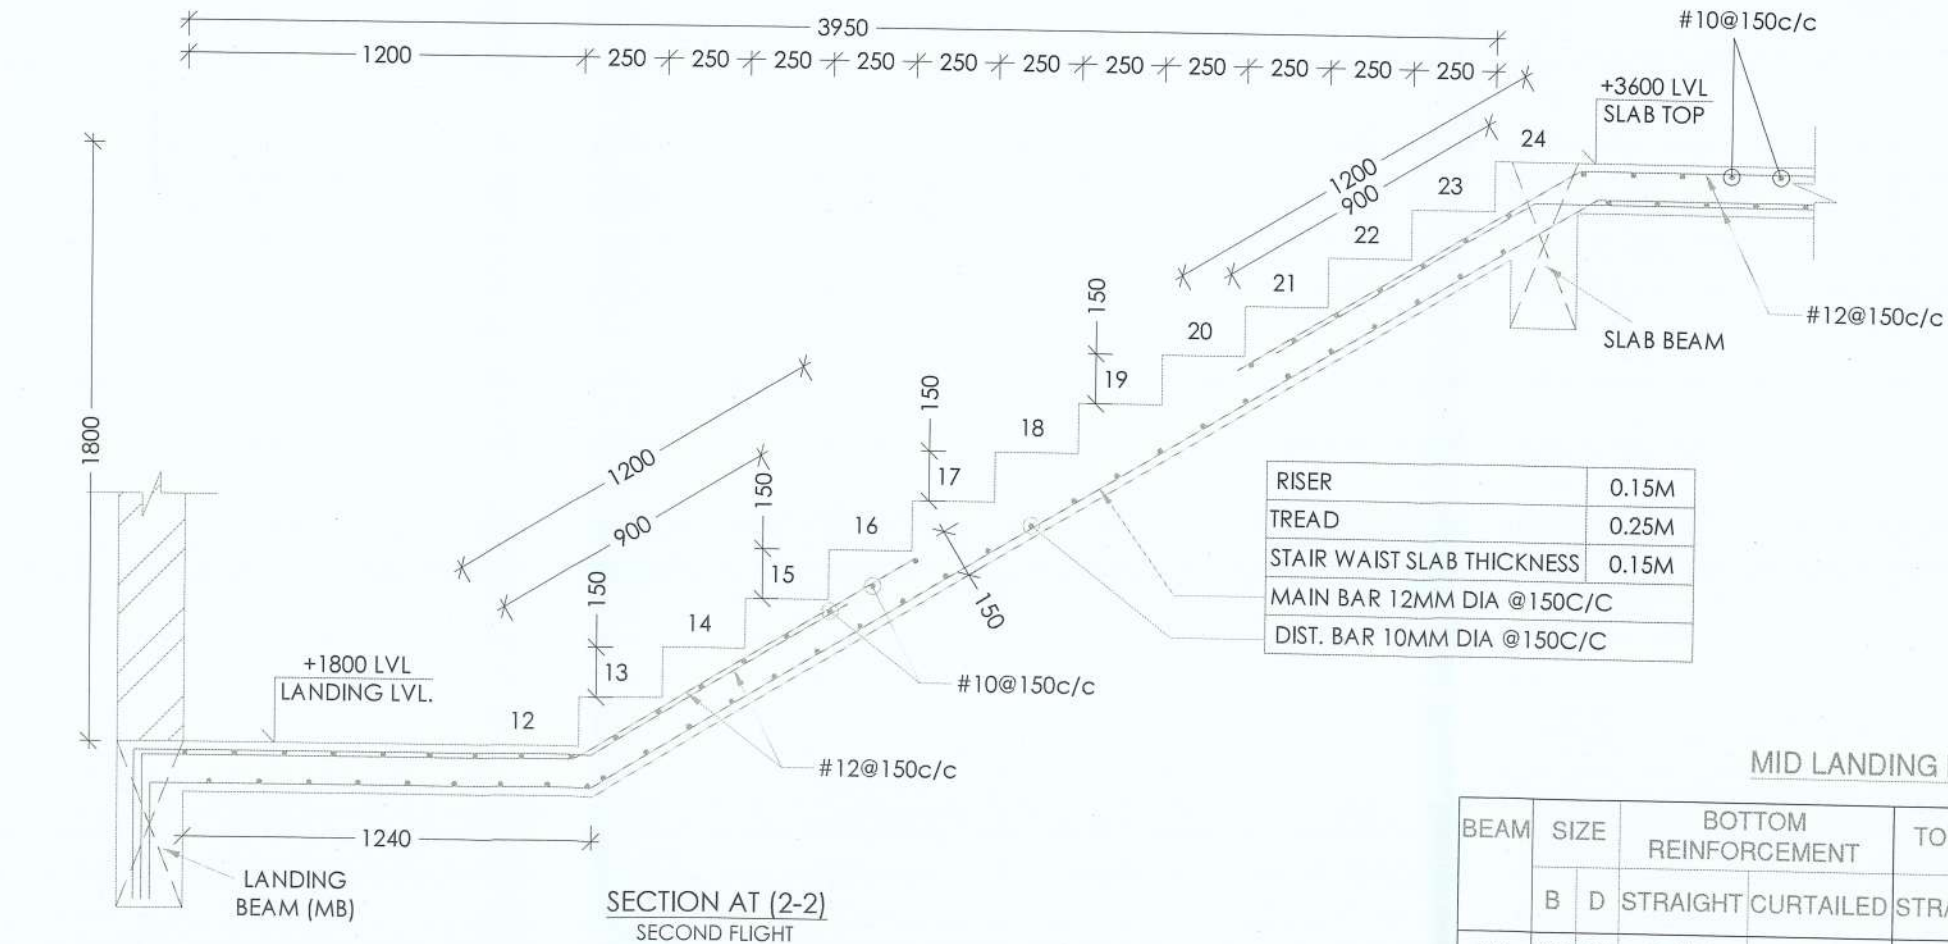 3950
#10@150c/c
1200
250 250 250 250 250 250 250 250 250 250 250
+3600 LVL
SLAB TOP
24
1200
900
23
22
21
150
20
#12@150c/c
SLAB BEAM
19
150
18
1800
1200
17
150
900
16
RISER 0.15M
TREAD 0.25M
STAIR WAIST SLAB THICKNESS 0.15M
MAIN BAR 12MM DIA @150C/C
DIST. BAR 10MM DIA @150C/C
15
150
150
14
13
+1800 LVL
LANDING LVL.
#10@150c/c
12
#12@150c/c
1240
LANDING
BEAM (MB)
SECTION AT (2-2)
SECOND FLIGHT
MID LANDING
BEAM SIZE BOTTOM REINFORCEMENT TO
B D STRAIGHT CURTAILED STRA